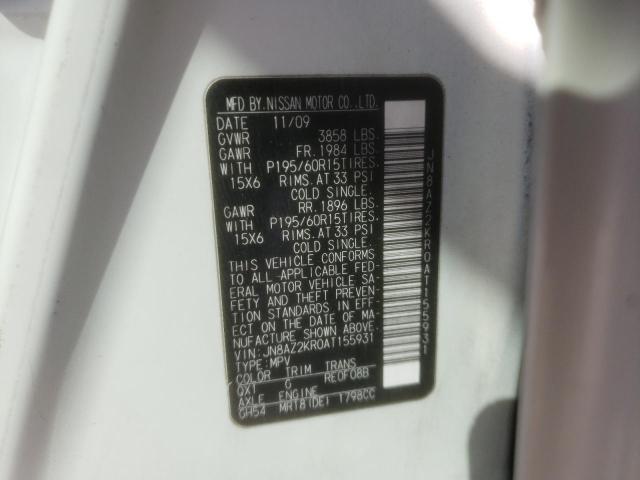 MFD BY.NISSAN MOTOR CO.,LTD.
DATE 11/09
GVWR 3858 LBS.
GAWR FR.1984 LBS.
WITH P195/60R15TIRES.
15X6 RIMS.AT 33 PSI
COLD SINGLE.
GAWR RR.1896 LBS.
WITH P195/60R15TIRES.
15X6 RIMS.AT 33 PSI
COLD SINGLE.
THIS VEHICLE CONFORMS
TO ALL-APPLICABLE FED-
ERAL MOTOR VEHICLE SA-
FETY AND THEFT PREVEN-
TION STANDARDS IN EFF-
ECT ON THE DATE OF MA-
NUFACTURE SHOWN ABOVE.
VIN:JN8AZ2KR0AT155931
TYPE:MPV
COLOR TRIM TRANS
QX1 G RE0F08B
AXLE ENGINE
GH54 MR18(DE) 1798CC
JN8AZ2KR0AT155931